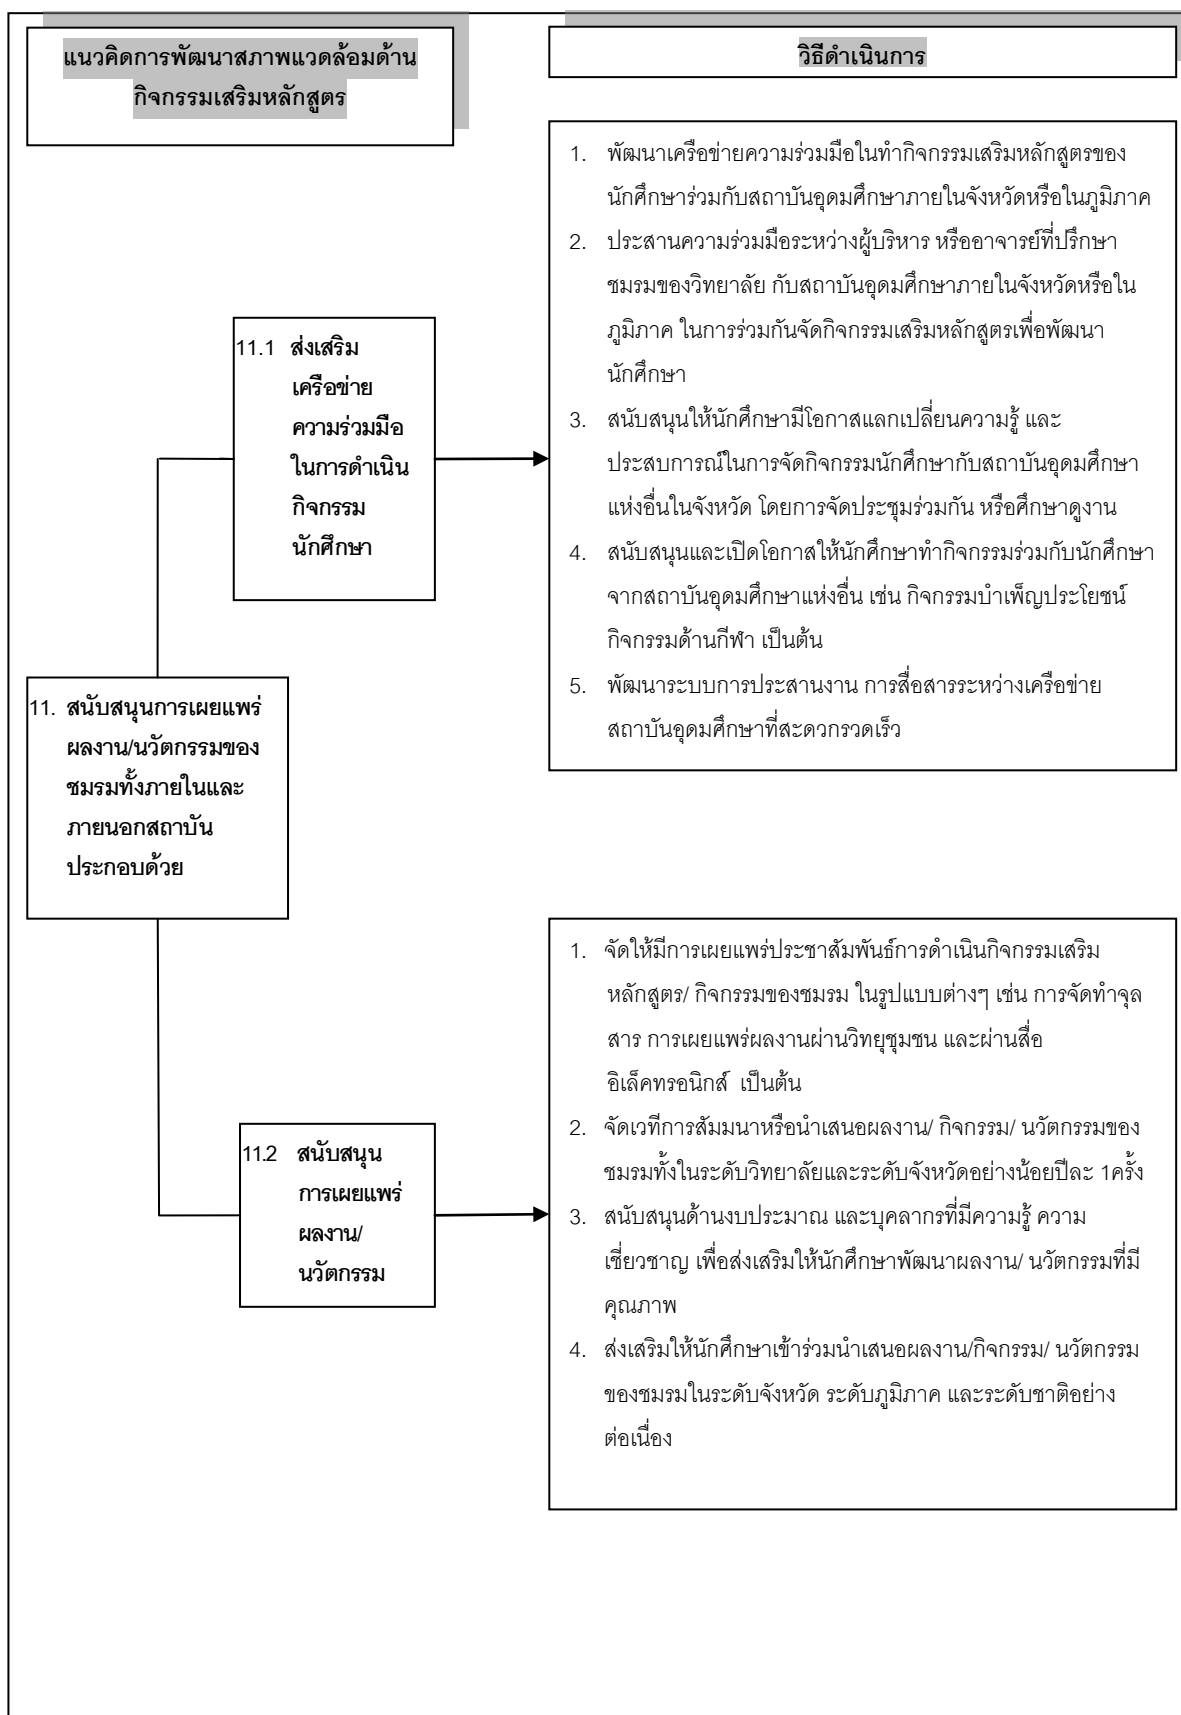 แนวคิดการพัฒนาสภาพแวดล้อมด้าน
กิจกรรมเสริมหลักสูตร
วิธีดำเนินการ
1. พัฒนาเครือข่ายความร่วมมือในทำกิจกรรมเสริมหลักสูตรของ
นักศึกษาร่วมกับสถาบันอุดมศึกษาภายในจังหวัดหรือในภูมิภาค
2. ประสานความร่วมมือระหว่างผู้บริหาร หรืออาจารย์ที่ปรึกษา
ชมรมของวิทยาลัย กับสถาบันอุดมศึกษาภายในจังหวัดหรือใน
ภูมิภาค ในการร่วมกันจัดกิจกรรมเสริมหลักสูตรเพื่อพัฒนา
นักศึกษา
3. สนับสนุนให้นักศึกษามีโอกาสแลกเปลี่ยนความรู้ และ
ประสบการณ์ในการจัดกิจกรรมนักศึกษากับสถาบันอุดมศึกษา
แห่งอื่นในจังหวัด โดยการจัดประชุมร่วมกัน หรือศึกษาดูงาน
4. สนับสนุนและเปิดโอกาสให้นักศึกษาทำกิจกรรมร่วมกับนักศึกษา
จากสถาบันอุดมศึกษาแห่งอื่น เช่น กิจกรรมบำเพ็ญประโยชน์
กิจกรรมด้านกีฬา เป็นต้น
5. พัฒนาระบบการประสานงาน การสื่อสารระหว่างเครือข่าย
สถาบันอุดมศึกษาที่สะดวกรวดเร็ว
11.1 ส่งเสริม
เครือข่าย
ความร่วมมือ
ในการดำเนิน
กิจกรรม
นักศึกษา
11. สนับสนุนการเผยแพร่
ผลงาน/นวัตกรรมของ
ชมรมทั้งภายในและ
ภายนอกสถาบัน
ประกอบด้วย
11.2 สนับสนุน
การเผยแพร่
ผลงาน/
นวัตกรรม
1. จัดให้มีการเผยแพร่ประชาสัมพันธ์การดำเนินกิจกรรมเสริม
หลักสูตร/ กิจกรรมของชมรม ในรูปแบบต่างๆ เช่น การจัดทำจุล
สาร การเผยแพร่ผลงานผ่านวิทยุชุมชน และผ่านสื่อ
อิเล็คทรอนิกส์ เป็นต้น
2. จัดเวทีการสัมมนาหรือนำเสนอผลงาน/ กิจกรรม/ นวัตกรรมของ
ชมรมทั้งในระดับวิทยาลัยและระดับจังหวัดอย่างน้อยปีละ 1ครั้ง
3. สนับสนุนด้านงบประมาณ และบุคลากรที่มีความรู้ ความ
เชี่ยวชาญ เพื่อส่งเสริมให้นักศึกษาพัฒนาผลงาน/ นวัตกรรมที่มี
คุณภาพ
4. ส่งเสริมให้นักศึกษาเข้าร่วมนำเสนอผลงาน/กิจกรรม/ นวัตกรรม
ของชมรมในระดับจังหวัด ระดับภูมิภาค และระดับชาติอย่าง
ต่อเนื่อง